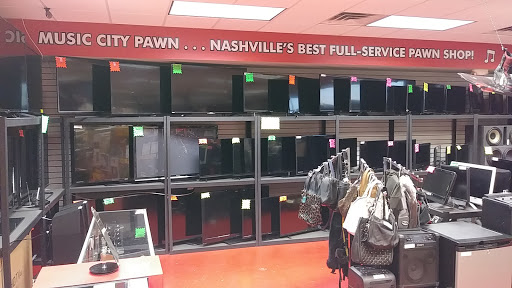 MUSIC CITY PAWN . . . NASHVILLE'S BEST FULL-SERVICE PAWN SHOP!